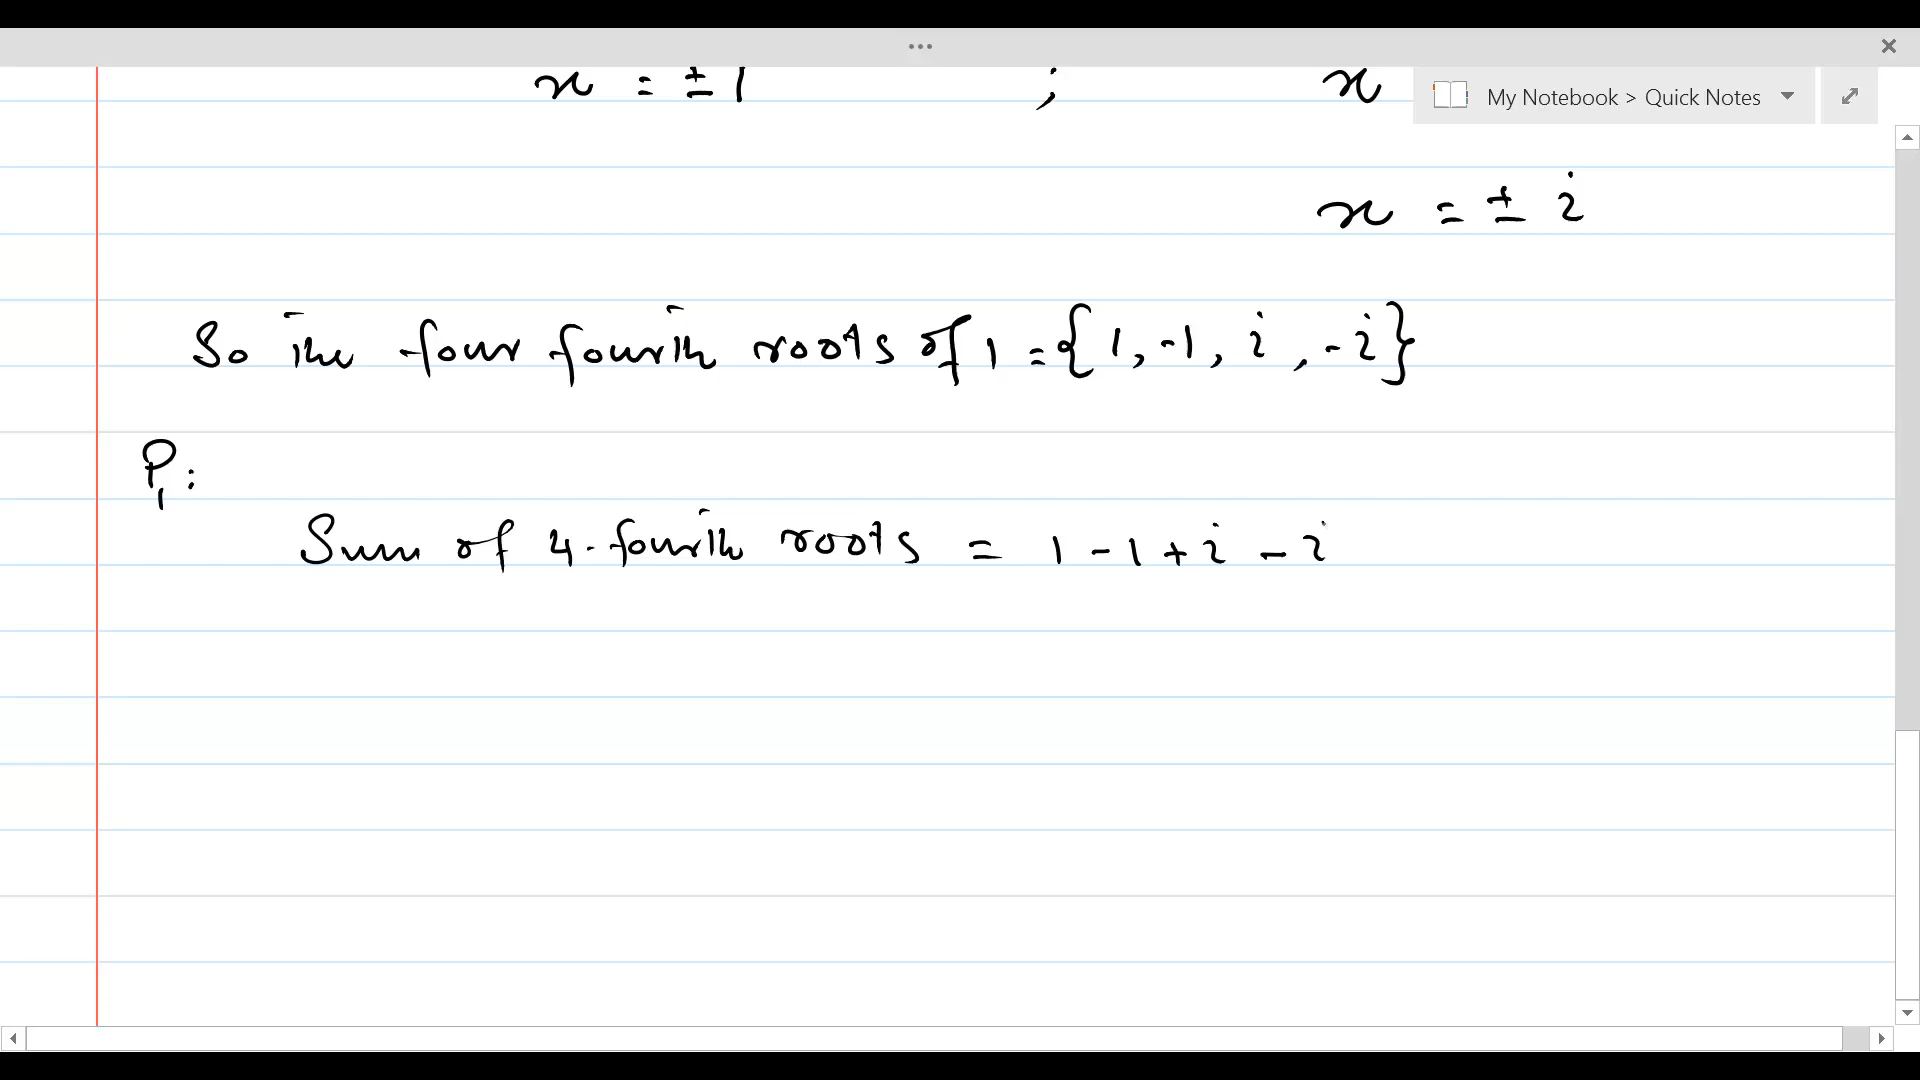 x = ± 1 ; x
My Notebook > Quick Notes
x = ± i
So the four fourth roots of 1 = {1, -1, i, -i}
P₁:
Sum of 4-fourth roots = 1 - 1 + i - i